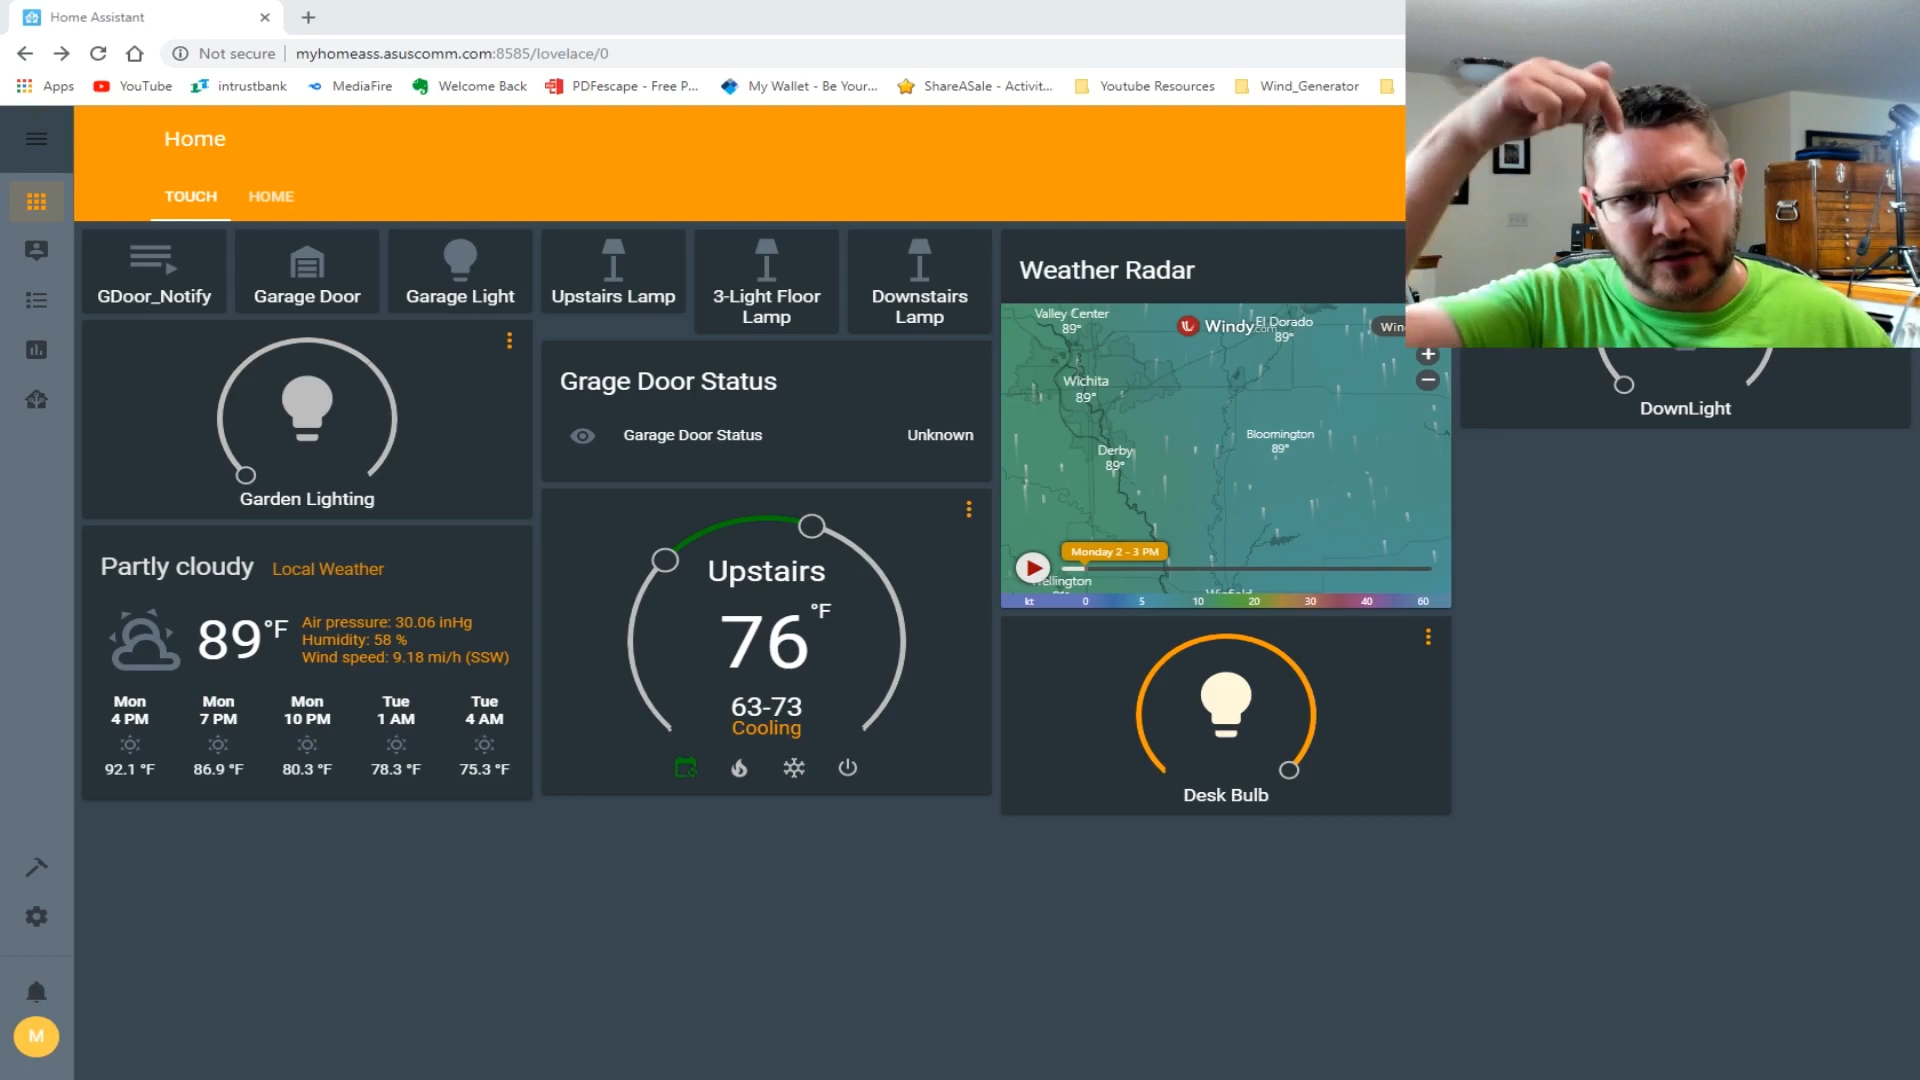 Home Assistant
Not secure | myhomeass.asuscomm.com:8585/lovelace/0
Apps YouTube intrustbank MediaFire Welcome Back PDFescape - Free P... My Wallet - Be Your... ShareASale - Activit... Youtube Resources Wind_Generator
Home
TOUCH HOME
GDoor_Notify
Garage Door
Garage Light
Upstairs Lamp
3-Light Floor
Lamp
Downstairs
Lamp
Garden Lighting
Partly cloudy Local Weather
89 °F
Air pressure: 30.06 inHg
Humidity: 58 %
Wind speed: 9.18 mi/h (SSW)
Mon Mon Mon Tue Tue
4 PM 7 PM 10 PM 1 AM 4 AM
92.1 °F 86.9 °F 80.3 °F 78.3 °F 75.3 °F
Grage Door Status
Garage Door Status Unknown
Upstairs
76 °F
63-73
Cooling
Weather Radar
Valley Center
89°
Windy.com
El Dorado
89°
Win
+
−
Wichita
89°
Bloomington
89°
Derby
89°
Monday 2 - 3 PM
ellington
kt 0 5 10 20 30 40 60
Desk Bulb
DownLight
M